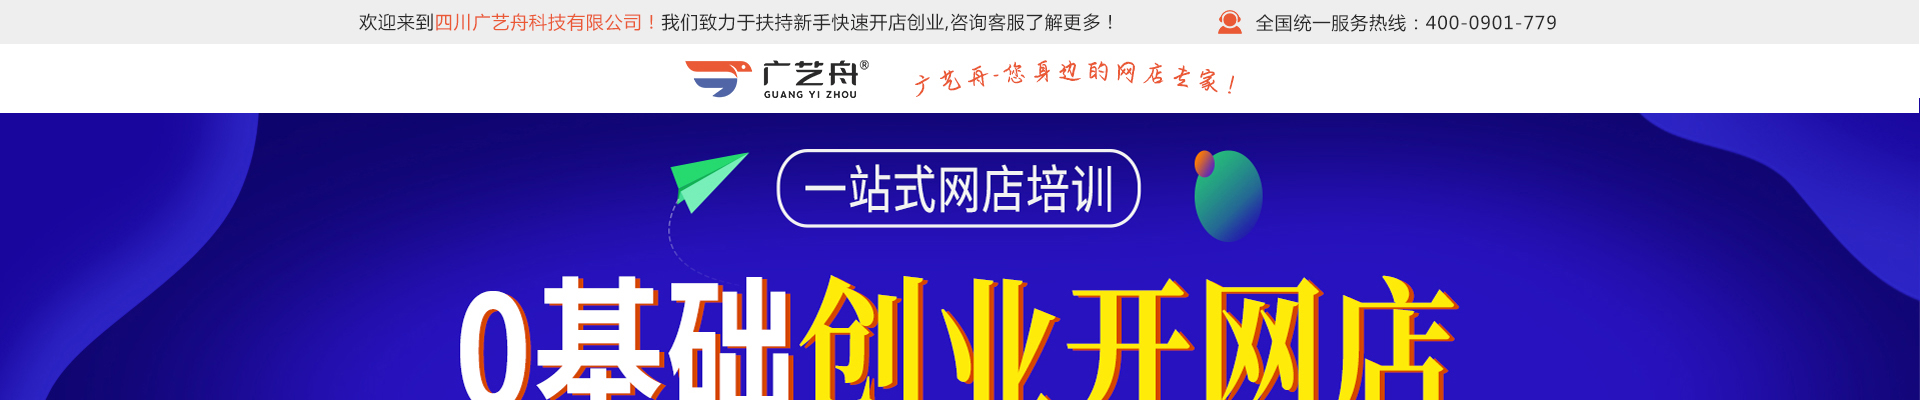 欢迎来到四川广艺舟科技有限公司！我们致力于扶持新手快速开店创业,咨询客服了解更多！
全国统一服务热线：400-0901-779
广艺舟®
GUANG YI ZHOU
广艺舟-您身边的网店专家！
一站式网店培训
0基础创业开网店